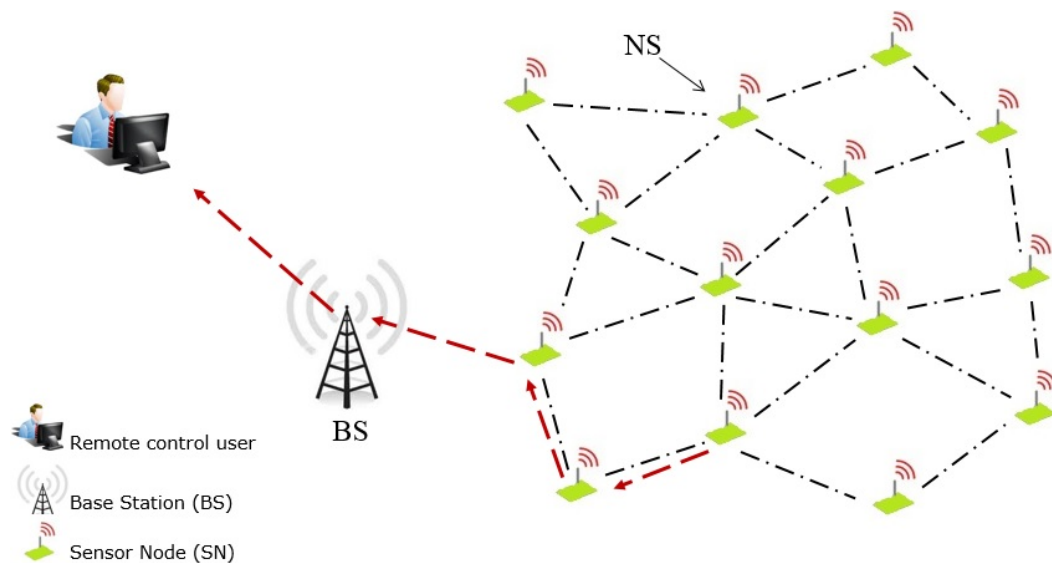 NS
BS
Remote control user
Base Station (BS)
Sensor Node (SN)